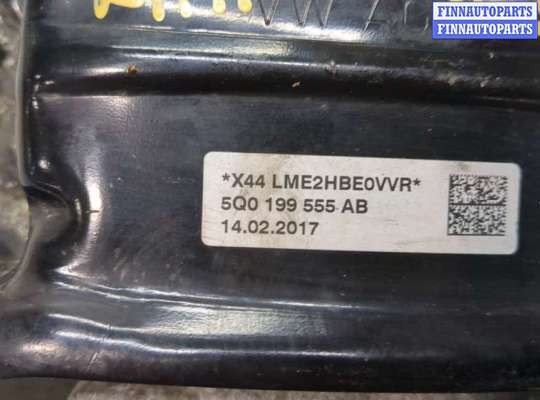 FINNAUTOPARTS
FINNAUTOPARTS
*X44 LME2HBE0VVR*
5Q0 199 555 AB
14.02.2017